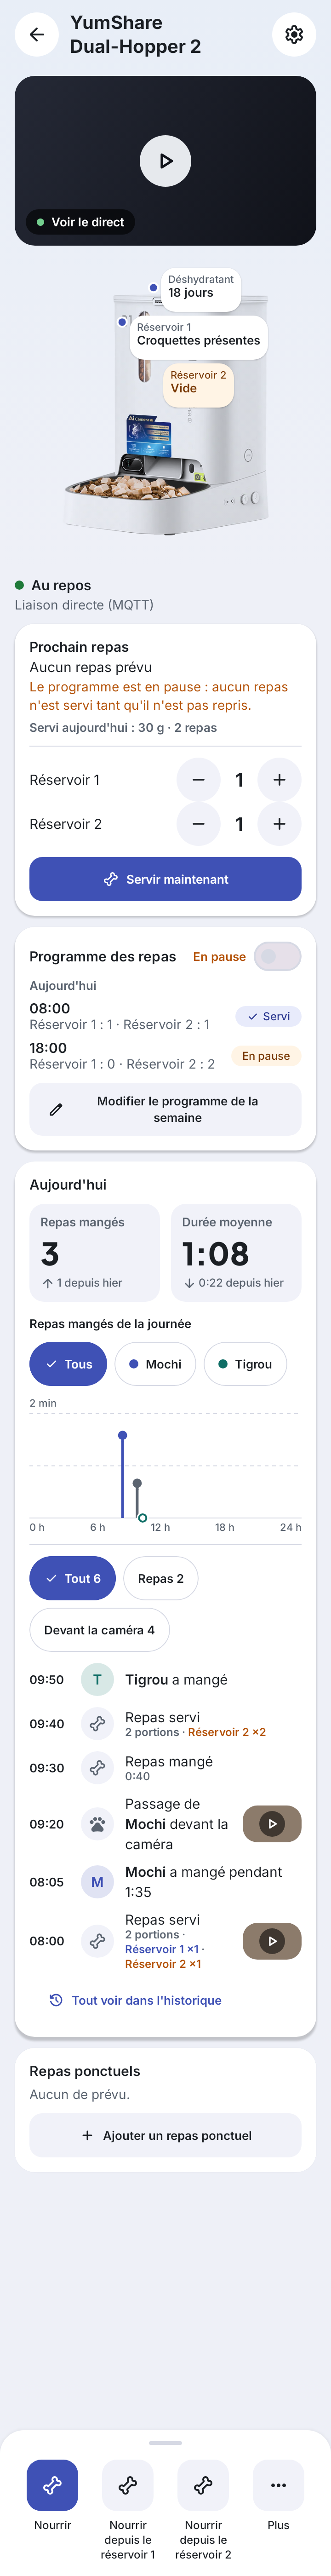 YumShare
Dual-Hopper 2
Voir le direct
Déshydratant
18 jours
Réservoir 1
Croquettes présentes
Réservoir 2
Vide
Au repos
Liaison directe (MQTT)
Prochain repas
Aucun repas prévu
Le programme est en pause : aucun repas
n'est servi tant qu'il n'est pas repris.
Servi aujourd'hui : 30 g · 2 repas
Réservoir 1
1
Réservoir 2
1
Servir maintenant
Programme des repas
En pause
Aujourd'hui
08:00
Réservoir 1 : 1 · Réservoir 2 : 1
Servi
18:00
Réservoir 1 : 0 · Réservoir 2 : 2
En pause
Modifier le programme de la
semaine
Aujourd'hui
Repas mangés
3
1 depuis hier
Durée moyenne
1:08
0:22 depuis hier
Repas mangés de la journée
Tous
Mochi
Tigrou
2 min
0 h 6 h 12 h 18 h 24 h
Tout 6
Repas 2
Devant la caméra 4
09:50
T
Tigrou a mangé
09:40
Repas servi
2 portions · Réservoir 2 ×2
09:30
Repas mangé
0:40
09:20
Passage de
Mochi devant la
caméra
08:05
M
Mochi a mangé pendant
1:35
08:00
Repas servi
2 portions ·
Réservoir 1 ×1 ·
Réservoir 2 ×1
Tout voir dans l'historique
Repas ponctuels
Aucun de prévu.
Ajouter un repas ponctuel
Nourrir
Nourrir
depuis le
réservoir 1
Nourrir
depuis le
réservoir 2
Plus